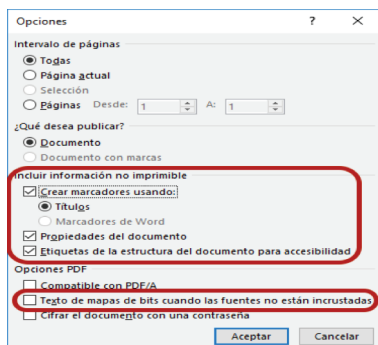 Opciones ? ×
Intervalo de páginas
Todas
Página actual
Selección
Páginas Desde: 1 A: 1
¿Qué desea publicar?
Documento
Documento con marcas
Incluir información no imprimible
Crear marcadores usando:
Títulos
Marcadores de Word
Propiedades del documento
Etiquetas de la estructura del documento para accesibilidad
Opciones PDF
Compatible con PDF/A
Texto de mapas de bits cuando las fuentes no están incrustadas
Cifrar el documento con una contraseña
Aceptar Cancelar